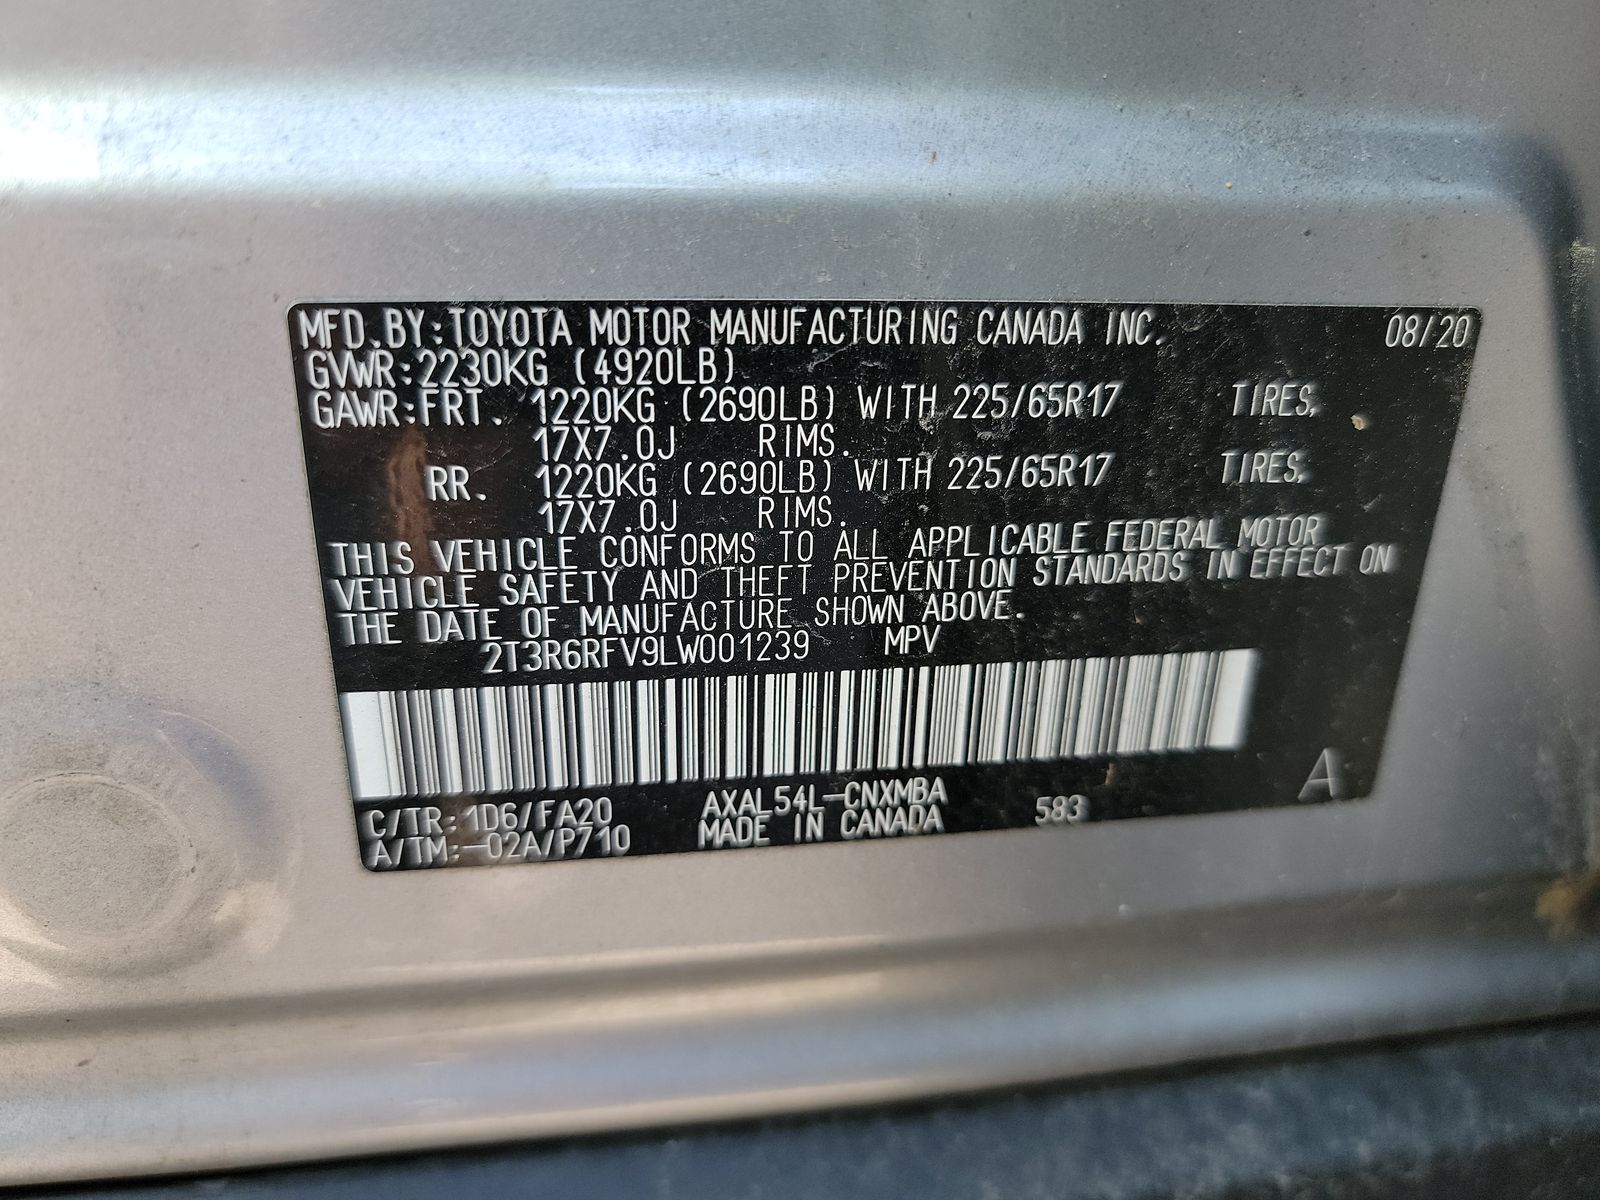 MFD.BY:TOYOTA MOTOR MANUFACTURING CANADA INC. 08/20
GVWR:2230KG (4920LB)
GAWR:FRT. 1220KG (2690LB) WITH 225/65R17 TIRES,
17X7.0J RIMS.
RR. 1220KG (2690LB) WITH 225/65R17 TIRES,
17X7.0J RIMS.
THIS VEHICLE CONFORMS TO ALL APPLICABLE FEDERAL MOTOR
VEHICLE SAFETY AND THEFT PREVENTION STANDARDS IN EFFECT ON
THE DATE OF MANUFACTURE SHOWN ABOVE.
2T3R6RFV9LW001239 MPV
C/TR:1D6/FA20 AXAL54L-CNXMBA 583 A
A/TM:-02A/P710 MADE IN CANADA